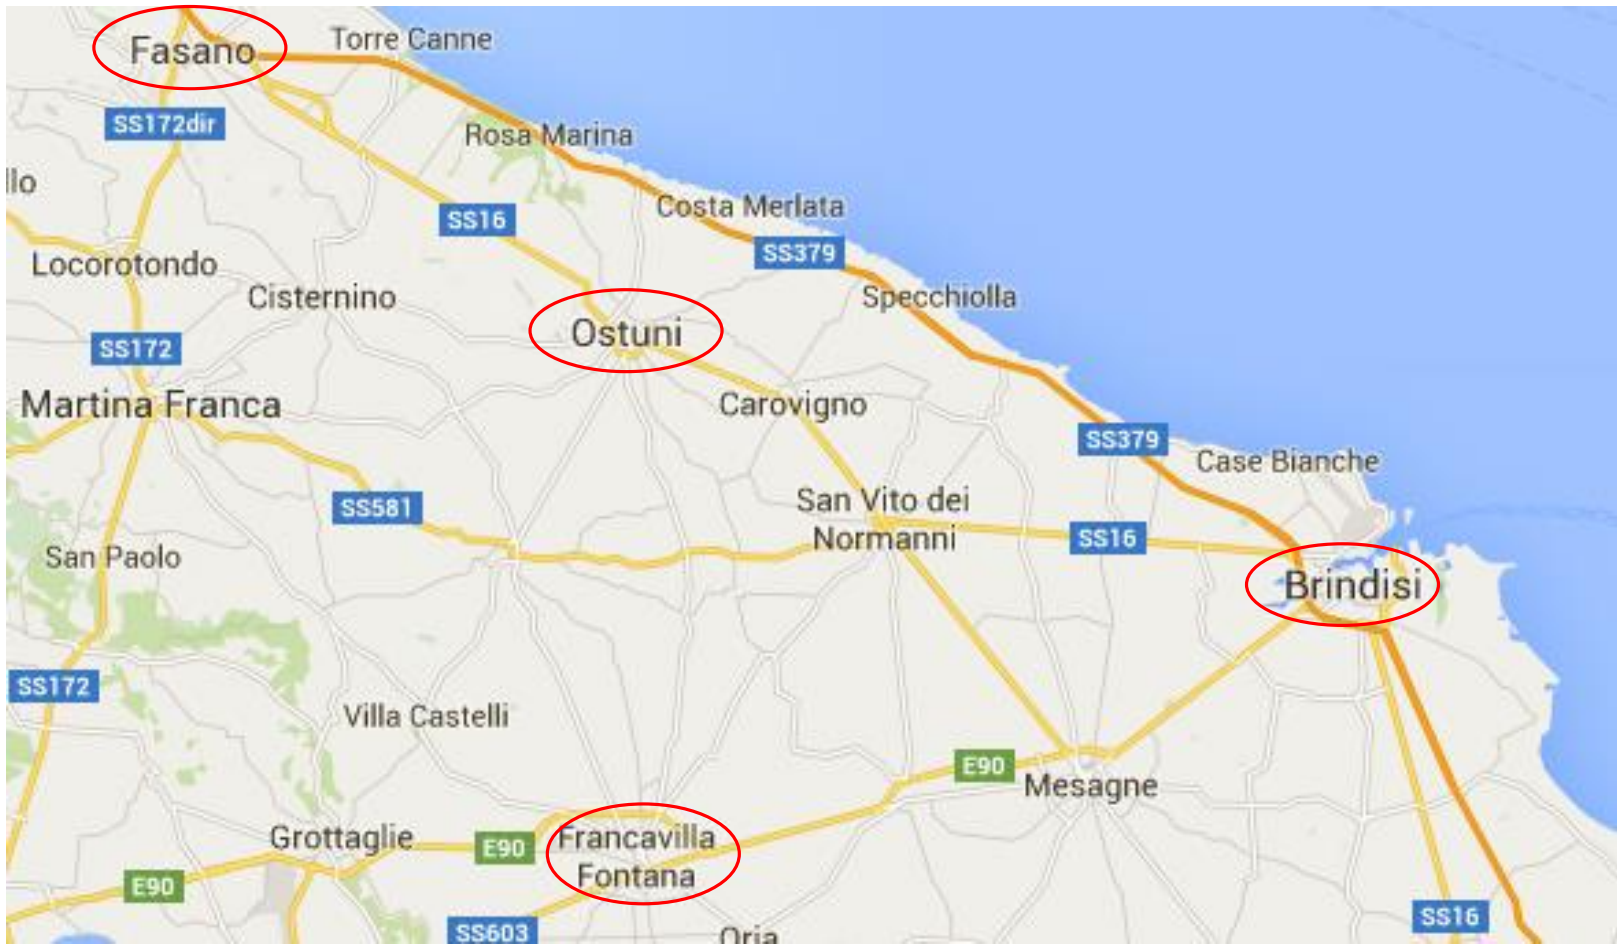 Fasano
Torre Canne
SS172dir
Rosa Marina
llo
SS16
Costa Merlata
SS379
Locorotondo
Cisternino
Specchiolla
Ostuni
SS172
Martina Franca
Carovigno
SS379
Case Bianche
SS581
San Vito dei
Normanni
SS16
San Paolo
Brindisi
SS172
Villa Castelli
E90
Mesagne
Grottaglie
E90
Francavilla
Fontana
E90
SS16
SS603
Oria